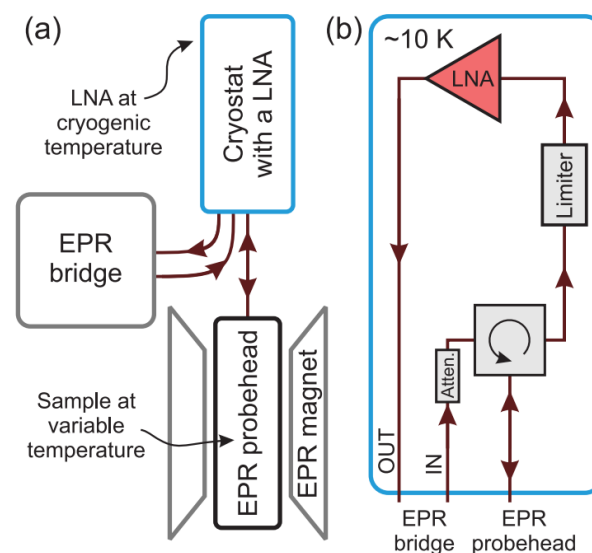 (a)
LNA at
cryogenic
temperature
Cryostat
with a LNA
EPR
bridge
Sample at
variable
temperature
EPR probehead
EPR magnet
(b)
~10 K
LNA
Limiter
Atten.
OUT
IN
EPR
bridge
EPR
probehead